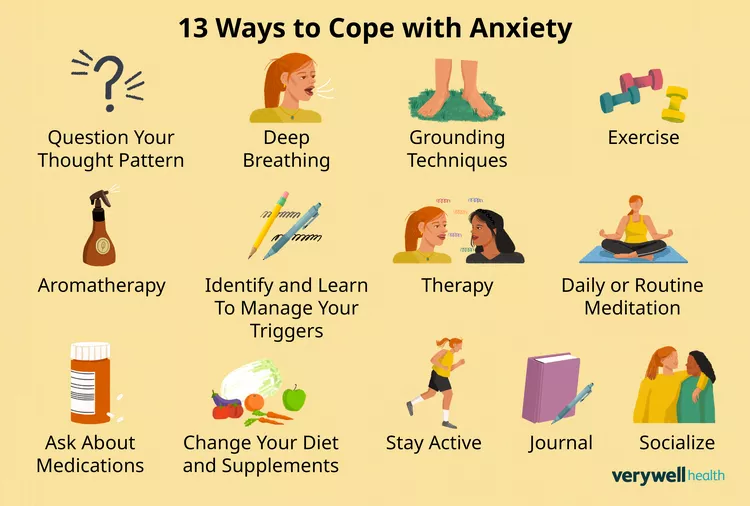 13 Ways to Cope with Anxiety
Question Your
Thought Pattern
Deep
Breathing
Grounding
Techniques
Exercise
Aromatherapy
Identify and Learn
To Manage Your
Triggers
Therapy
Daily or Routine
Meditation
Ask About
Medications
Change Your Diet
and Supplements
Stay Active
Journal
Socialize
verywell health